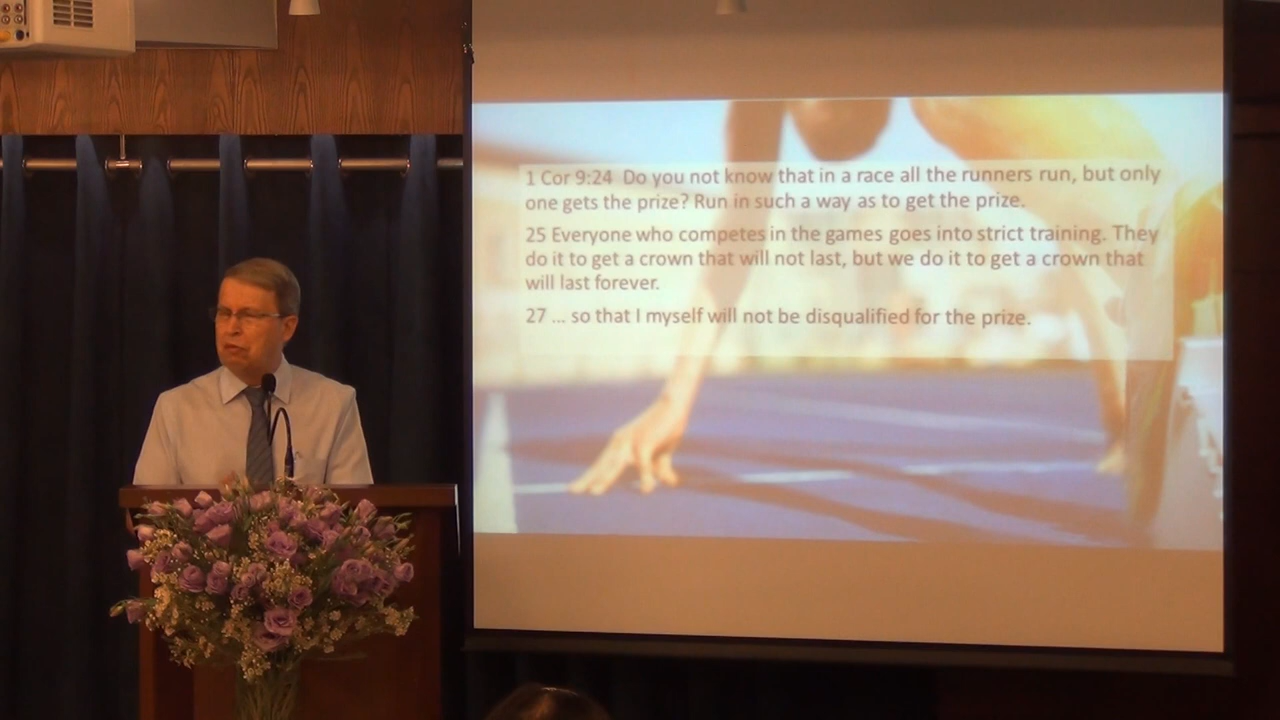 1 Cor 9:24 Do you not know that in a race all the runners run, but only
one gets the prize? Run in such a way as to get the prize.
25 Everyone who competes in the games goes into strict training. They
do it to get a crown that will not last, but we do it to get a crown that
will last forever.
27 ... so that I myself will not be disqualified for the prize.